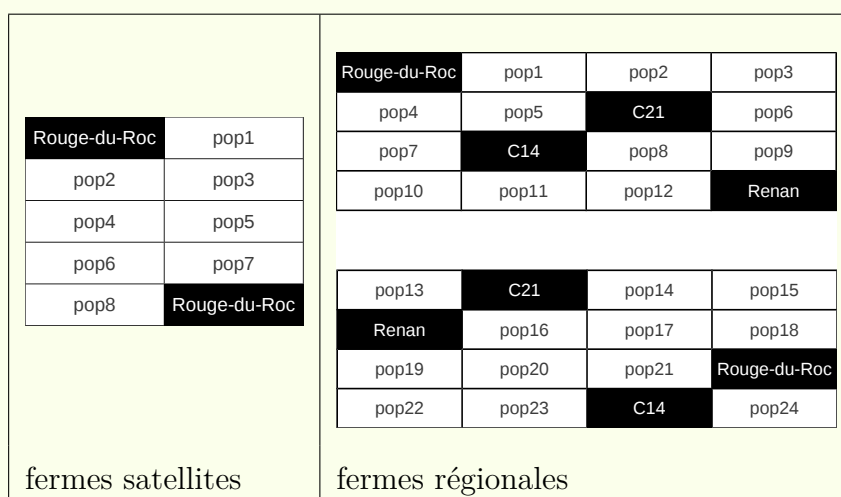 Rouge-du-Roc pop1
pop2 pop3
pop4 pop5
pop6 pop7
pop8 Rouge-du-Roc
fermes satellites
Rouge-du-Roc pop1 pop2 pop3
pop4 pop5 C21 pop6
pop7 C14 pop8 pop9
pop10 pop11 pop12 Renan
pop13 C21 pop14 pop15
Renan pop16 pop17 pop18
pop19 pop20 pop21 Rouge-du-Roc
pop22 pop23 C14 pop24
fermes régionales